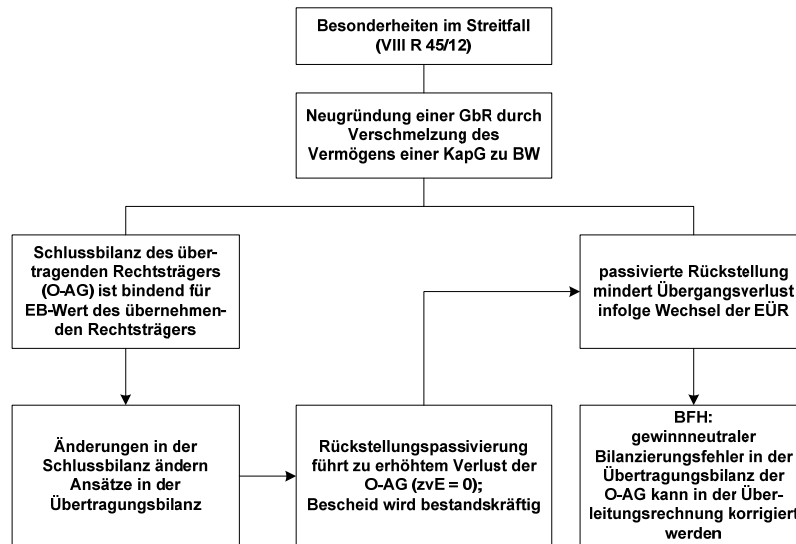 Besonderheiten im Streitfall
(VIII R 45/12)
Neugründung einer GbR durch
Verschmelzung des
Vermögens einer KapG zu BW
Schlussbilanz des über-
tragenden Rechtsträgers
(O-AG) ist bindend für
EB-Wert des übernehmen-
den Rechtsträgers
passivierte Rückstellung
mindert Übergangsverlust
infolge Wechsel der EÜR
Änderungen in der
Schlussbilanz ändern
Ansätze in der
Übertragungsbilanz
Rückstellungspassivierung
führt zu erhöhtem Verlust der
O-AG (zvE = 0);
Bescheid wird bestandskräftig
BFH:
gewinnneutraler
Bilanzierungsfehler in der
Übertragungsbilanz der
O-AG kann in der Über-
leitungsrechnung korrigiert
werden